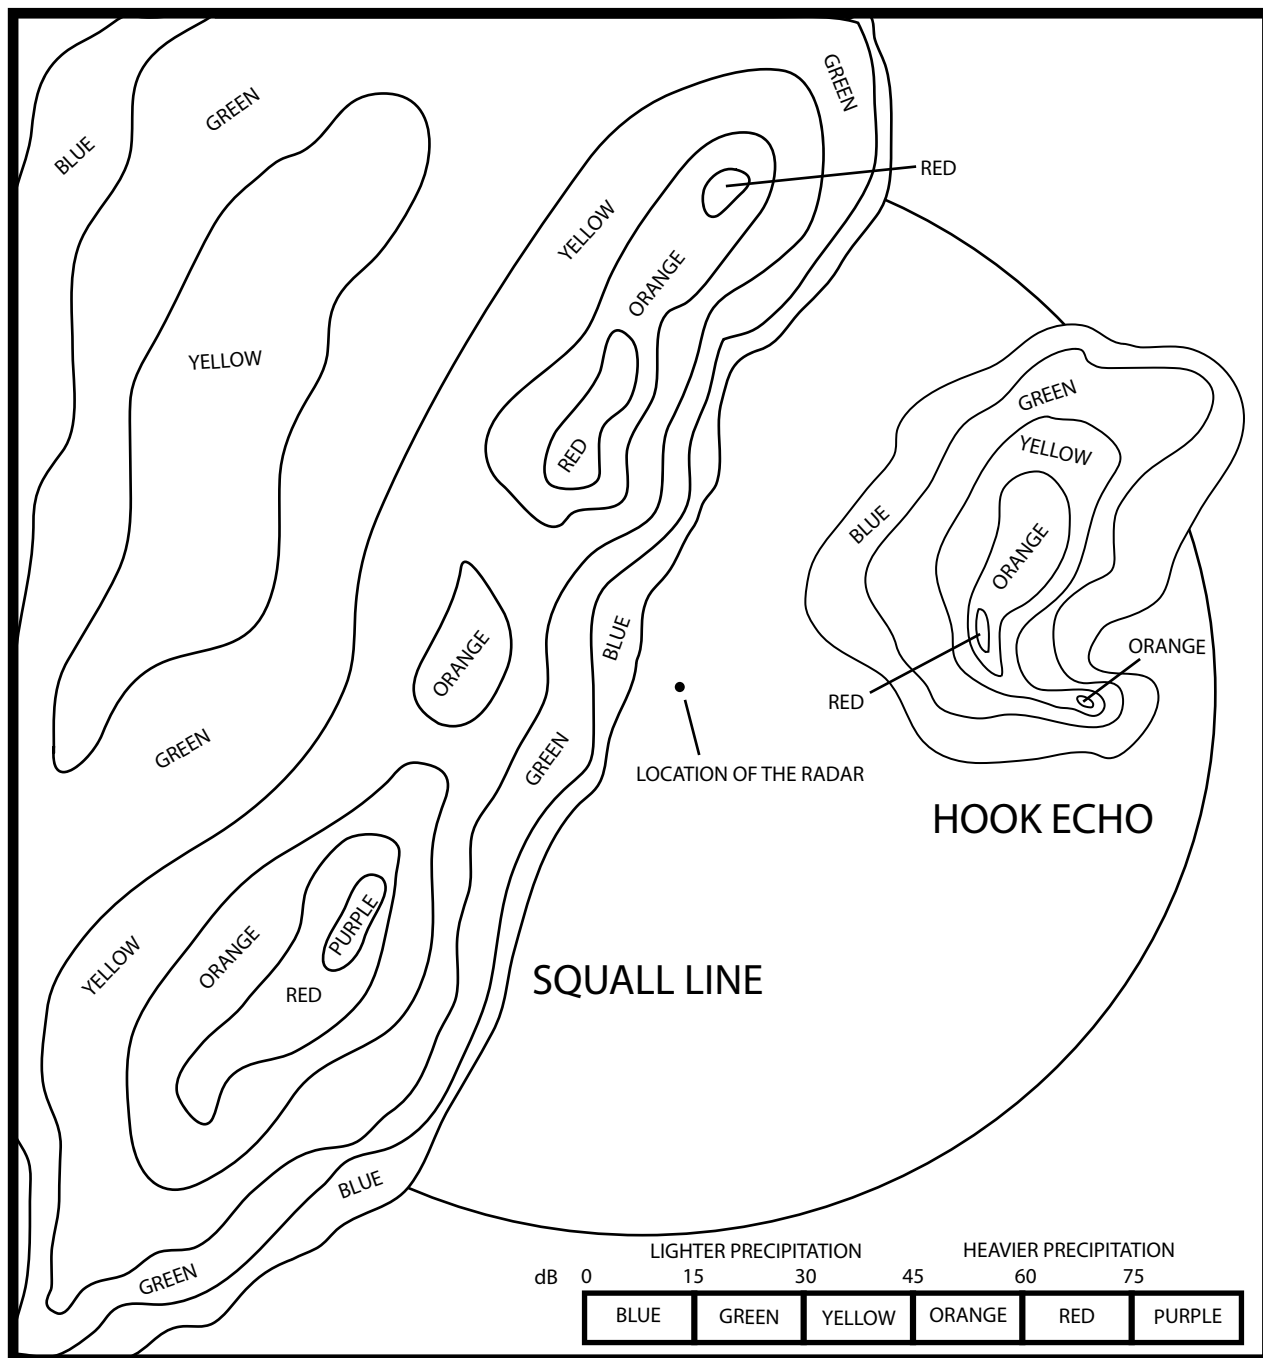 GREEN
GREEN
BLUE
RED
YELLOW
ORANGE
YELLOW
GREEN
YELLOW
RED
BLUE
ORANGE
BLUE
ORANGE
ORANGE
RED
GREEN
GREEN
LOCATION OF THE RADAR
HOOK ECHO
PURPLE
ORANGE
YELLOW
RED
SQUALL LINE
BLUE
GREEN
LIGHTER PRECIPITATION
HEAVIER PRECIPITATION
dB 0 15 30 45 60 75
BLUE GREEN YELLOW ORANGE RED PURPLE